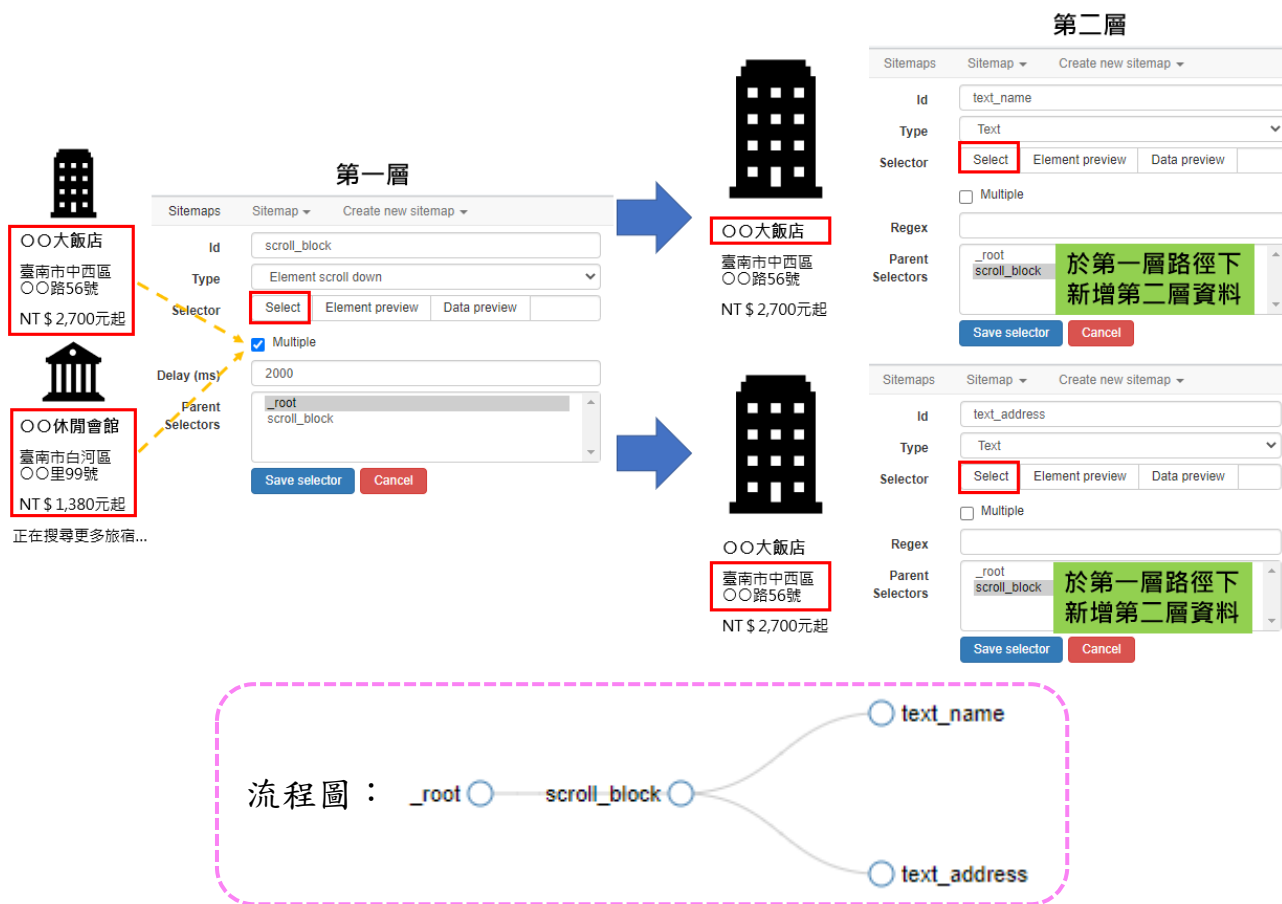 第一層
○○大飯店
臺南市中西區
○○路56號
NT＄2,700元起
○○休閒會館
臺南市白河區
○○里99號
NT＄1,380元起
正在搜尋更多旅宿...
Sitemaps Sitemap Create new sitemap
Id scroll_block
Type Element scroll down
Selector Select Element preview Data preview
Multiple
Delay (ms) 2000
Parent Selectors
_root
scroll_block
Save selector Cancel
第二層
○○大飯店
臺南市中西區
○○路56號
NT＄2,700元起
Sitemaps Sitemap Create new sitemap
Id text_name
Type Text
Selector Select Element preview Data preview
Multiple
Regex
Parent Selectors
_root
scroll_block
於第一層路徑下
新增第二層資料
Save selector Cancel
○○大飯店
臺南市中西區
○○路56號
NT＄2,700元起
Sitemaps Sitemap Create new sitemap
Id text_address
Type Text
Selector Select Element preview Data preview
Multiple
Regex
Parent Selectors
_root
scroll_block
於第一層路徑下
新增第二層資料
Save selector Cancel
流程圖：
_root scroll_block
text_name
text_address